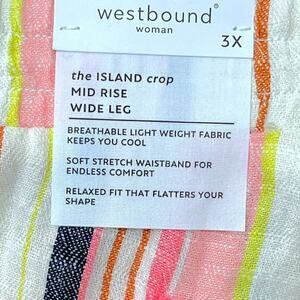 westbound®
woman
3X
the ISLAND crop
MID RISE
WIDE LEG
BREATHABLE LIGHT WEIGHT FABRIC
KEEPS YOU COOL
SOFT STRETCH WAISTBAND FOR
ENDLESS COMFORT
RELAXED FIT THAT FLATTERS YOUR
SHAPE